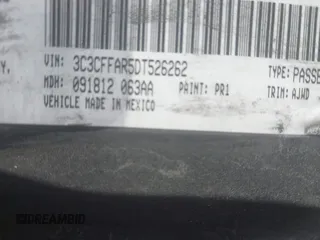 Y, VIN: 3C3CFFAR5DT526262 TYPE: PASSE
MDH: 091812 063AA PAINT: PR1 TRIM: AJWD
VEHICLE MADE IN MEXICO
DREAMBID